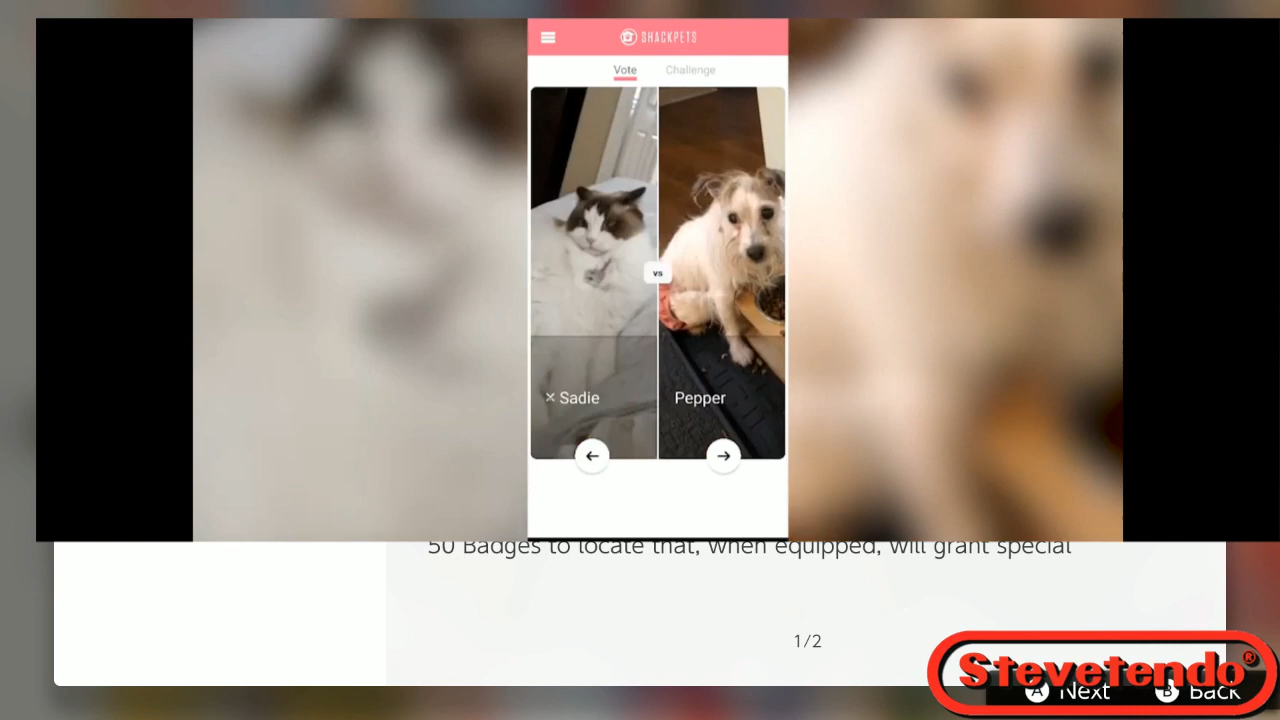 SHACKPETS
Vote
Challenge
vs
× Sadie
Pepper
50 Badges to locate that, when equipped, will grant special
1/2
Stevetendo®
A Next
B Back